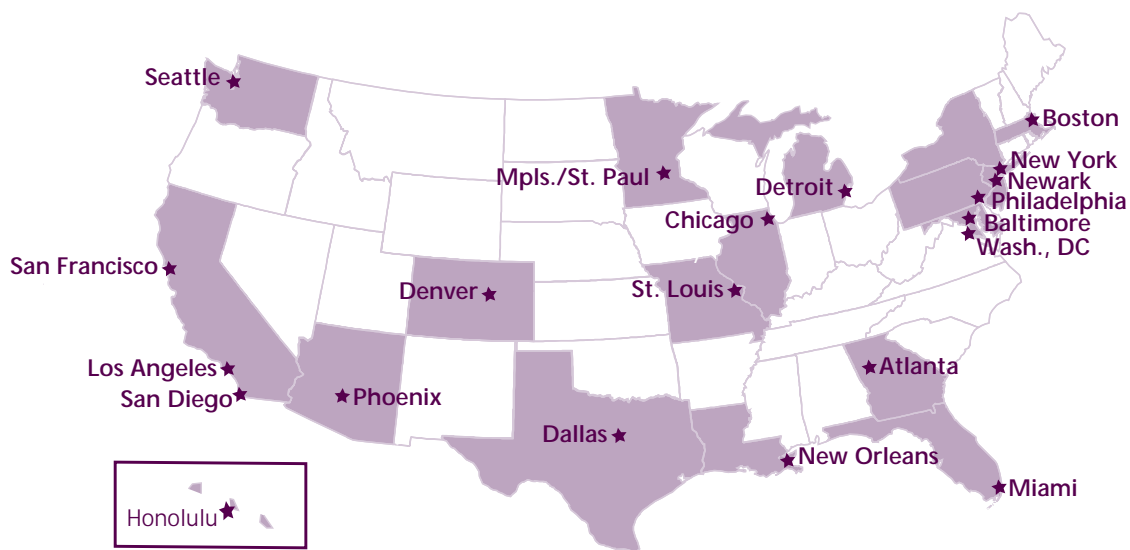 Seattle
Boston
New York
Mpls./St. Paul
Newark
Detroit
Philadelphia
Chicago
Baltimore
Wash., DC
San Francisco
Denver
St. Louis
Los Angeles
Atlanta
San Diego
Phoenix
Dallas
New Orleans
Miami
Honolulu